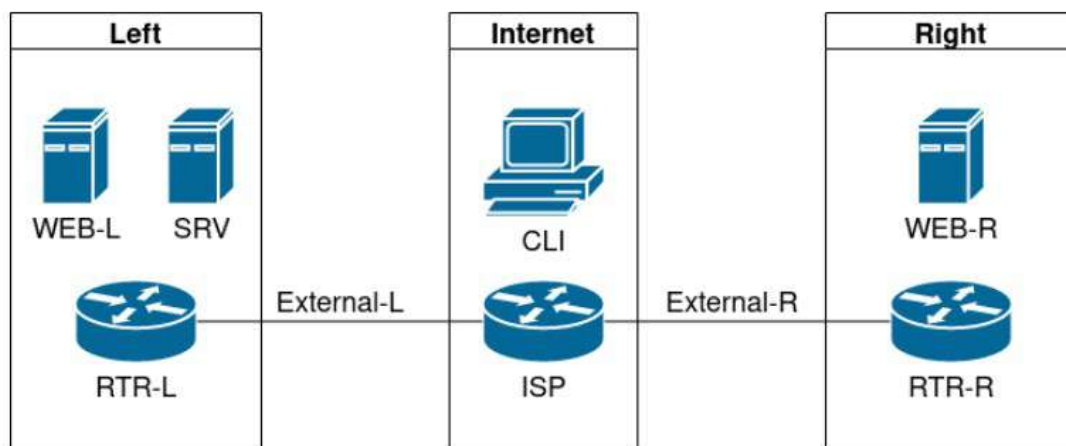 Left Internet Right
WEB-L SRV CLI WEB-R
External-L External-R
RTR-L ISP RTR-R